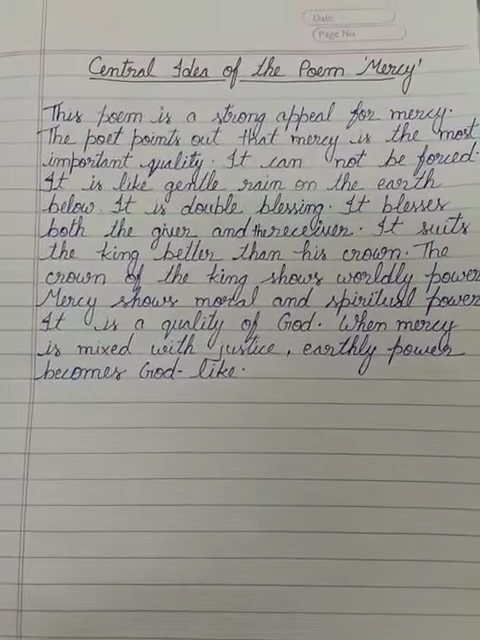 Date
Page No
Central Idea of the Poem 'Mercy'
This poem is a strong appeal for mercy.
The poet points out that mercy is the most
important quality. It can not be forced.
It is like gentle rain on the earth
below. It is double blessing. It blesses
both the giver and the receiver. It suits
the king better than his crown. The
crown of the king shows worldly power
Mercy shows moral and spiritual power
It is a quality of God. When mercy
is mixed with justice, earthly power
becomes God-like.